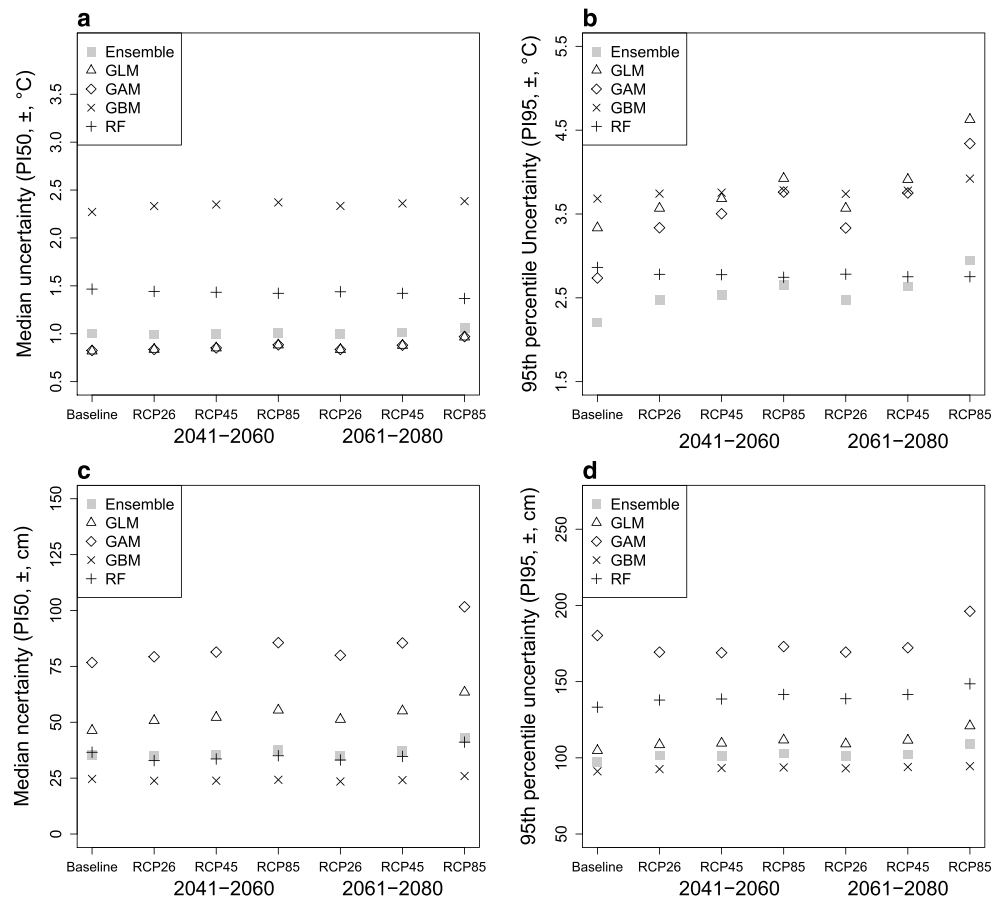 a
Median uncertainty (PI50, ±, °C)
3.5
3.0
2.5
2.0
1.5
1.0
0.5
Ensemble
GLM
GAM
GBM
RF
Baseline RCP26 RCP45 RCP85 RCP26 RCP45 RCP85
2041−2060 2061−2080
b
95th percentile Uncertainty (PI95, ±, °C)
5.5
4.5
3.5
2.5
1.5
Ensemble
GLM
GAM
GBM
RF
Baseline RCP26 RCP45 RCP85 RCP26 RCP45 RCP85
2041−2060 2061−2080
c
Median ncertainty (PI50, ±, cm)
150
125
100
75
50
25
0
Ensemble
GLM
GAM
GBM
RF
Baseline RCP26 RCP45 RCP85 RCP26 RCP45 RCP85
2041−2060 2061−2080
d
95th percentile uncertainty (PI95, ±, cm)
250
200
150
100
50
Ensemble
GLM
GAM
GBM
RF
Baseline RCP26 RCP45 RCP85 RCP26 RCP45 RCP85
2041−2060 2061−2080